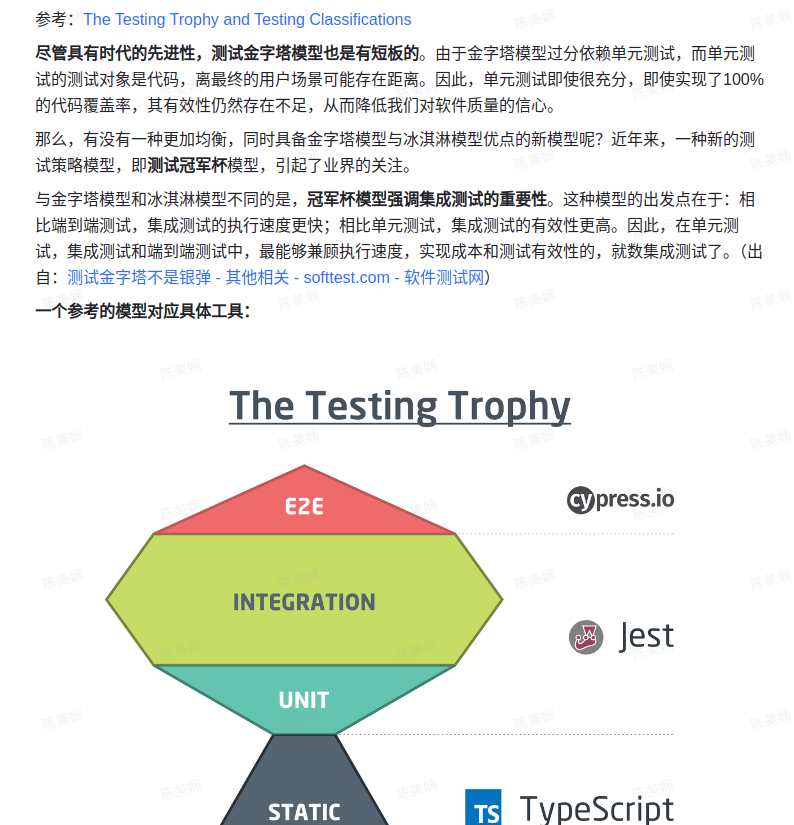 参考：The Testing Trophy and Testing Classifications
尽管具有时代的先进性，测试金字塔模型也是有短板的。由于金字塔模型过分依赖单元测试，而单元测
试的测试对象是代码，离最终的用户场景可能存在距离。因此，单元测试即使很充分，即使实现了100%
的代码覆盖率，其有效性仍然存在不足，从而降低我们对软件质量的信心。
那么，有没有一种更加均衡，同时具备金字塔模型与冰淇淋模型优点的新模型呢？近年来，一种新的测
试策略模型，即测试冠军杯模型，引起了业界的关注。
与金字塔模型和冰淇淋模型不同的是，冠军杯模型强调集成测试的重要性。这种模型的出发点在于：相
比端到端测试，集成测试的执行速度更快；相比单元测试，集成测试的有效性更高。因此，在单元测
试，集成测试和端到端测试中，最能够兼顾执行速度，实现成本和测试有效性的，就数集成测试了。（出
自：测试金字塔不是银弹 - 其他相关 - softtest.com - 软件测试网）
一个参考的模型对应具体工具：
The Testing Trophy
E2E
cypress.io
INTEGRATION
Jest
UNIT
STATIC
TS TypeScript
陈美娴